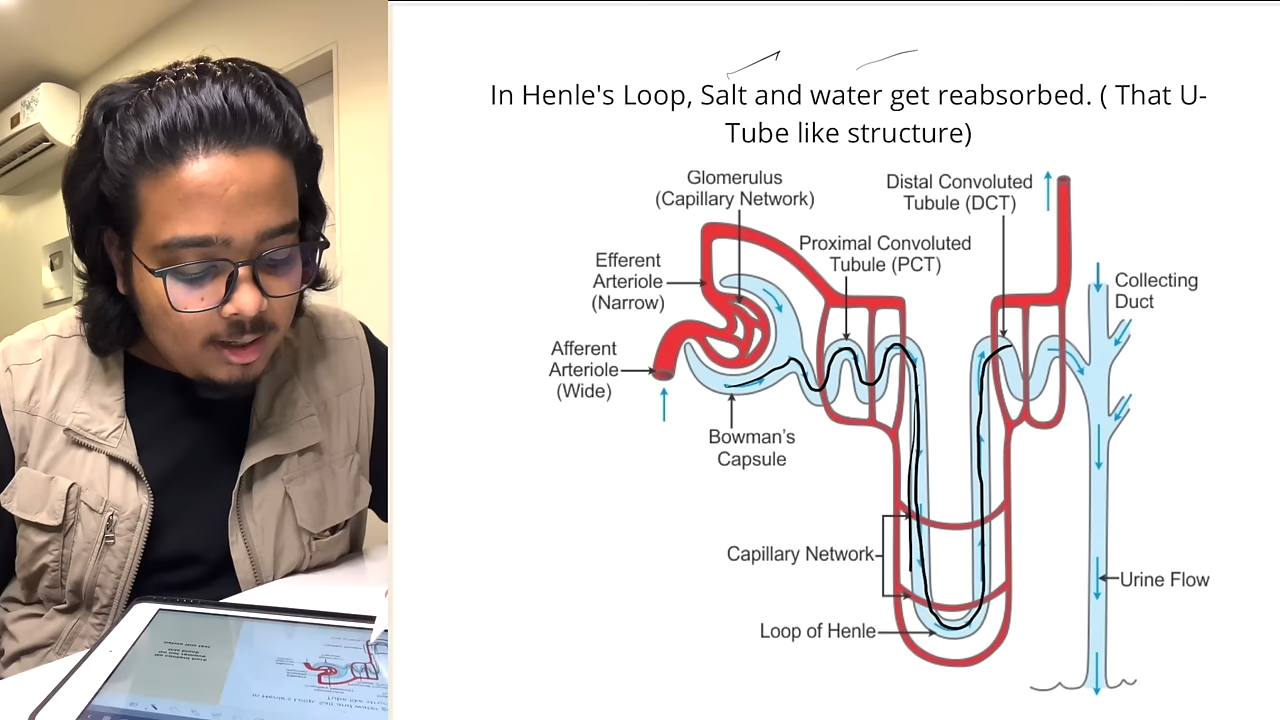 In Henle's Loop, Salt and water get reabsorbed. ( That U-
Tube like structure)
Glomerulus
(Capillary Network)
Distal Convoluted
Tubule (DCT)
Proximal Convoluted
Tubule (PCT)
Efferent
Arteriole
(Narrow)
Collecting
Duct
Afferent
Arteriole
(Wide)
Bowman's
Capsule
Capillary Network
Urine Flow
Loop of Henle